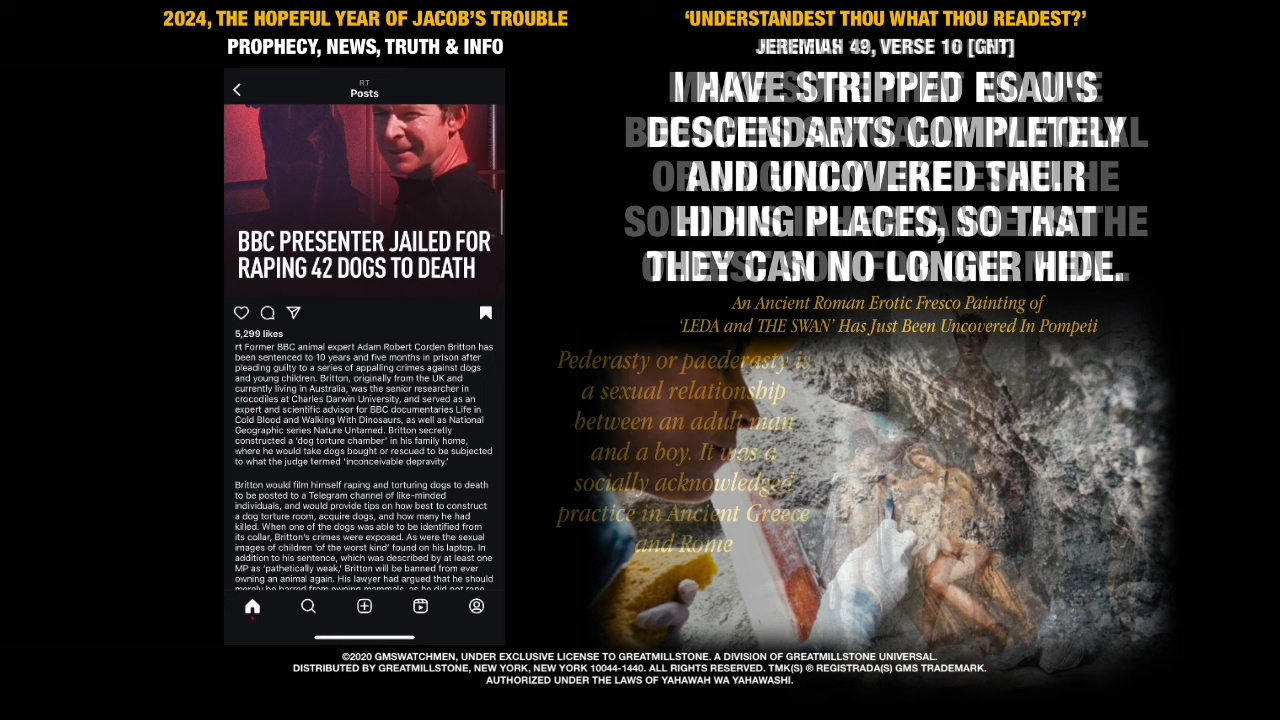 2024, THE HOPEFUL YEAR OF JACOB'S TROUBLE
PROPHECY, NEWS, TRUTH & INFO
RT
Posts
BBC PRESENTER JAILED FOR
RAPING 42 DOGS TO DEATH
5,299 likes
rt Former BBC animal expert Adam Robert Corden Britton has
been sentenced to 10 years and five months in prison after
pleading guilty to a series of appalling crimes against dogs
and young children. Britton, originally from the UK and
currently living in Australia, was the senior researcher in
crocodiles at Charles Darwin University, and served as an
expert and scientific advisor for BBC documentaries Life in
Cold Blood and Walking With Dinosaurs, as well as National
Geographic series Nature Untamed. Britton secretly
constructed a 'dog torture chamber' in his family home,
where he would take dogs bought or rescued to be subjected
to what the judge termed 'inconceivable depravity.'
Britton would film himself raping and torturing dogs to death
to be posted to a Telegram channel of like-minded
individuals, and would provide tips on how best to construct
a dog torture room, acquire dogs, and how many he had
killed. When one of the dogs was able to be identified from
its collar, Britton's crimes were exposed. As were the sexual
images of children 'of the worst kind' found on his laptop. In
addition to his sentence, which was described by at least one
MP as 'pathetically weak,' Britton will be banned from ever
owning an animal again. His lawyer had argued that he should
merely be barred from owning mammals, as he did not rape
'UNDERSTANDEST THOU WHAT THOU READEST?'
JEREMIAH 49, VERSE 10 [GNT]
I HAVE STRIPPED ESAU'S
DESCENDANTS COMPLETELY
AND UNCOVERED THEIR
HIDING PLACES, SO THAT
THEY CAN NO LONGER HIDE.
An Ancient Roman Erotic Fresco Painting of
'LEDA and THE SWAN' Has Just Been Uncovered In Pompeii
Pederasty or paederasty is
a sexual relationship
between an adult man
and a boy. It was a
socially acknowledged
practice in Ancient Greece
and Rome
©2020 GMSWATCHMEN, UNDER EXCLUSIVE LICENSE TO GREATMILLSTONE. A DIVISION OF GREATMILLSTONE UNIVERSAL.
DISTRIBUTED BY GREATMILLSTONE, NEW YORK, NEW YORK 10044-1440. ALL RIGHTS RESERVED. TMK(S) ® REGISTRADA(S) GMS TRADEMARK.
AUTHORIZED UNDER THE LAWS OF YAHAWAH WA YAHAWASHI.